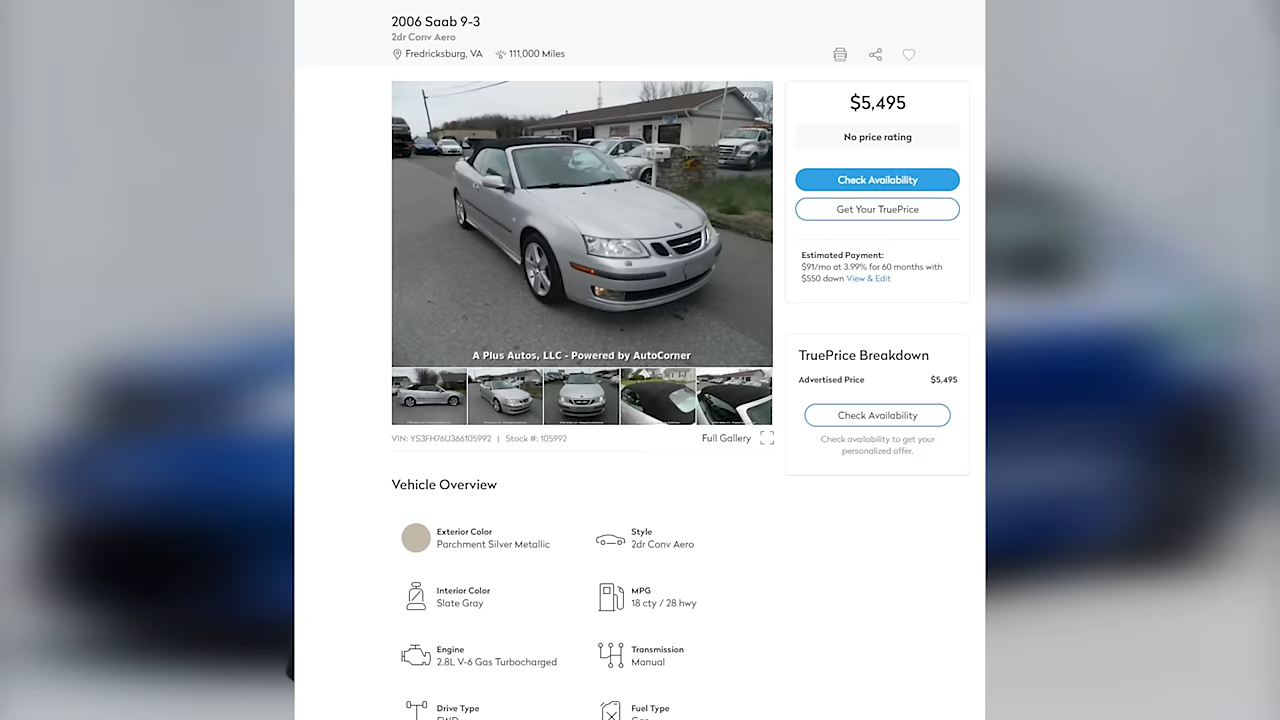 2006 Saab 9-3
2dr Conv Aero
Fredricksburg, VA 111,000 Miles
7/26
A Plus Autos, LLC - Powered by AutoCorner
VIN: YS3FH76U366105992 | Stock #: 105992
Full Gallery
$5,495
No price rating
Check Availability
Get Your TruePrice
Estimated Payment:
$91/mo at 3.99% for 60 months with
$550 down View & Edit
TruePrice Breakdown
Advertised Price $5,495
Check Availability
Check availability to get your
personalized offer.
Vehicle Overview
Exterior Color
Parchment Silver Metallic
Style
2dr Conv Aero
Interior Color
Slate Gray
MPG
18 cty / 28 hwy
Engine
2.8L V-6 Gas Turbocharged
Transmission
Manual
Drive Type
Fuel Type